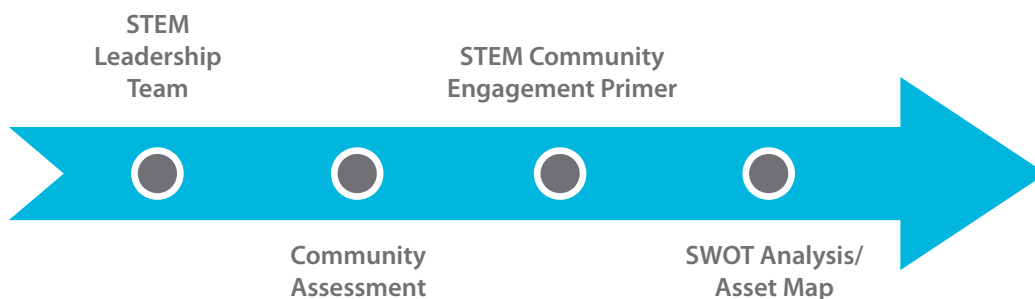 STEM
Leadership
Team
Community
Assessment
STEM Community
Engagement Primer
SWOT Analysis/
Asset Map